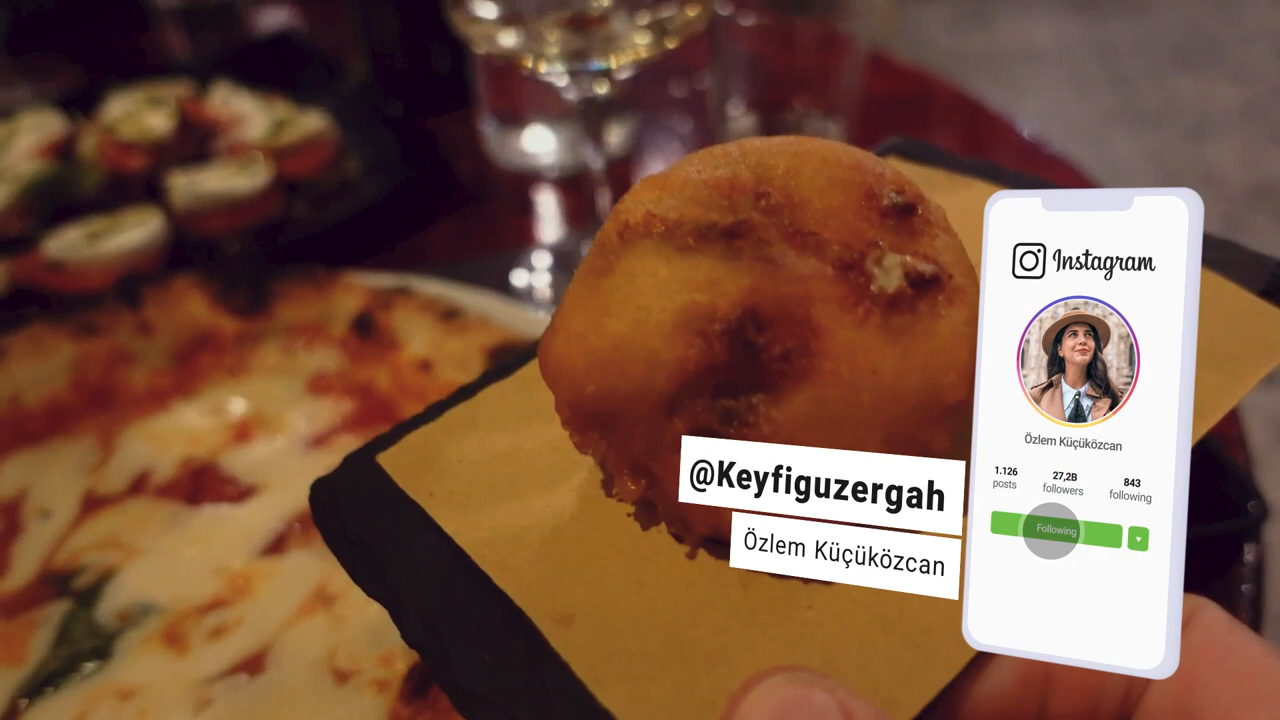 @Keyfiguzergah
Özlem Küçüközcan
Instagram
Özlem Küçüközcan
1.126 27,2B 843
posts followers following
Following